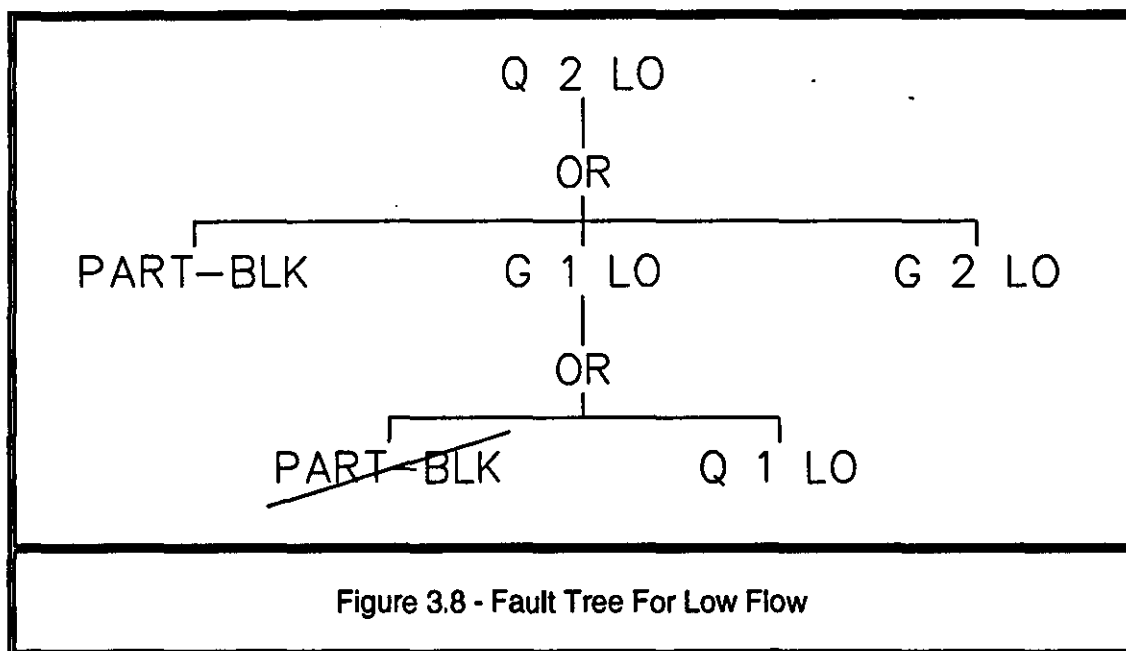 Q 2 LO
OR
PART-BLK G 1 LO G 2 LO
OR
PART-BLK Q 1 LO
Figure 3.8 - Fault Tree For Low Flow